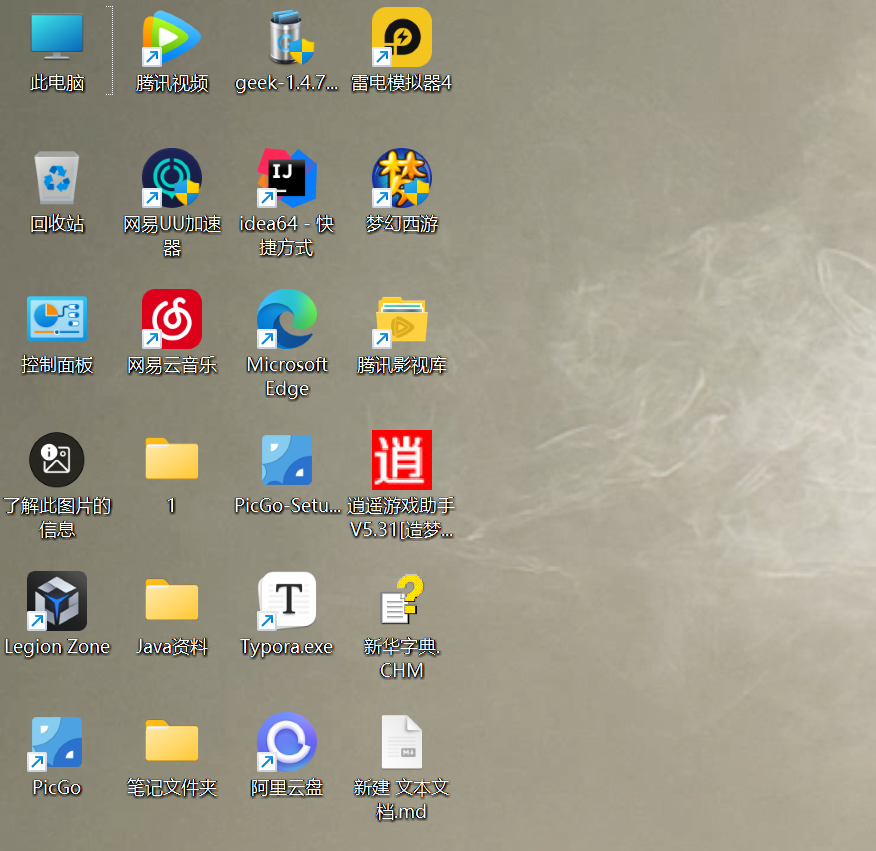 此电脑
腾讯视频
geek-1.4.7...
雷电模拟器4
回收站
网易UU加速
器
IJ
idea64 - 快
捷方式
梦
梦幻西游
控制面板
网易云音乐
Microsoft
Edge
腾讯影视库
了解此图片的
信息
1
PicGo-Setu...
逍
逍遥游戏助手
V5.31[造梦...
Legion Zone
Java资料
T
Typora.exe
新华字典.
CHM
PicGo
笔记文件夹
阿里云盘
M↓
新建 文本文
档.md